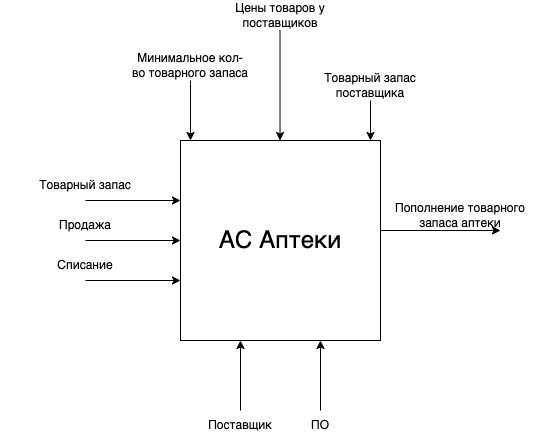 Цены товаров у
поставщиков
Минимальное кол-
во товарного запаса
Товарный запас
поставщика
Товарный запас
Продажа
Списание
АС Аптеки
Пополнение товарного
запаса аптеки
Поставщик
ПО